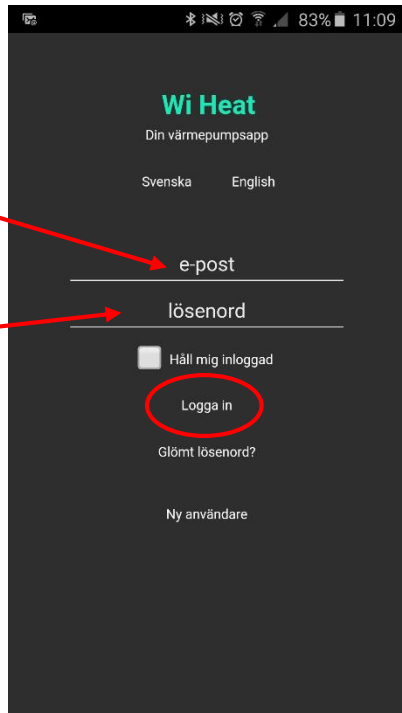 83% 11:09
Wi Heat
Din värmepumpsapp
Svenska English
e-post
lösenord
Håll mig inloggad
Logga in
Glömt lösenord?
Ny användare